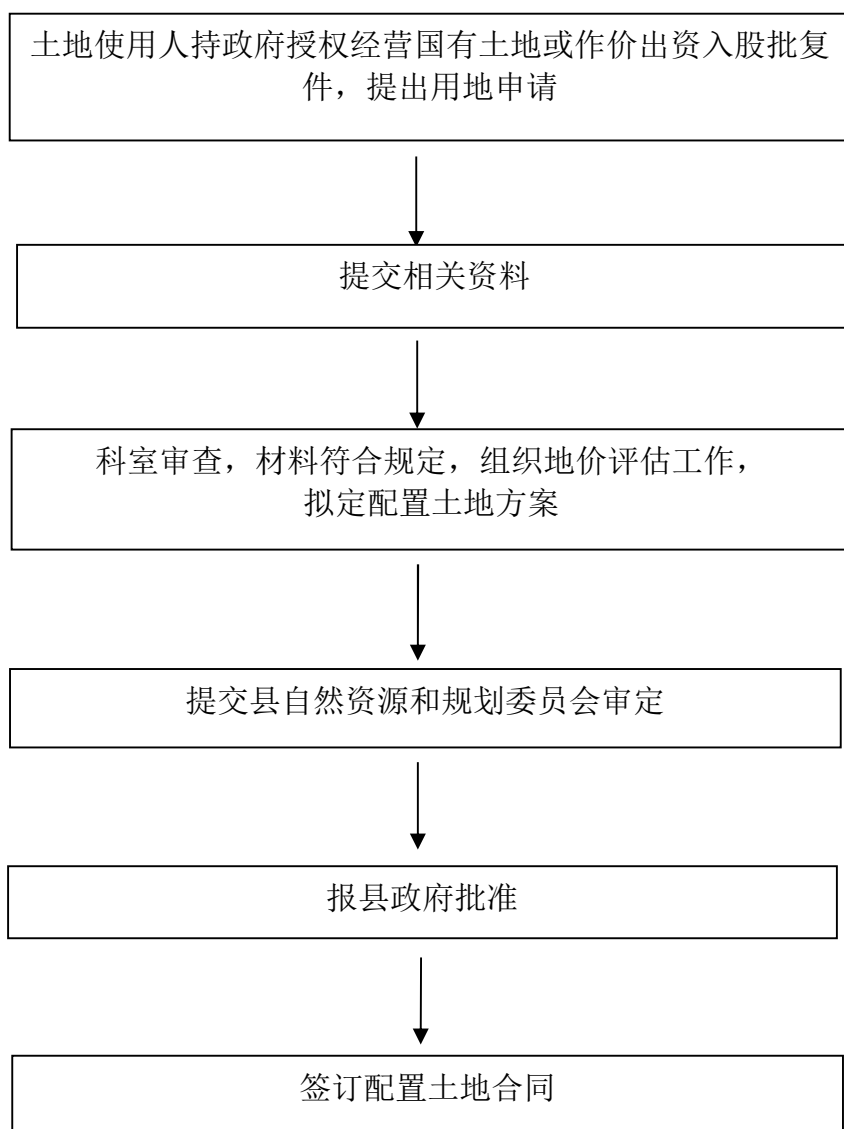 土地使用人持政府授权经营国有土地或作价出资入股批复
件，提出用地申请
提交相关资料
科室审查，材料符合规定，组织地价评估工作，
拟定配置土地方案
提交县自然资源和规划委员会审定
报县政府批准
签订配置土地合同